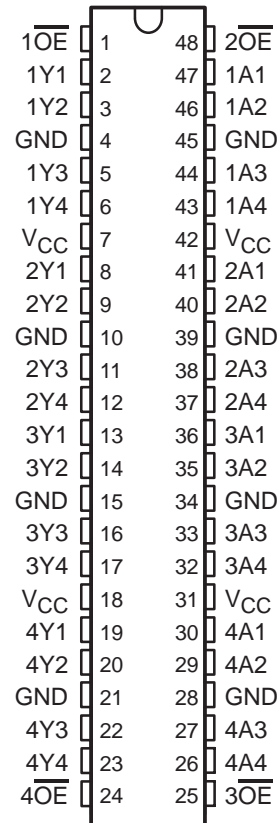 1O̅E̅ 1 48 2O̅E̅
1Y1 2 47 1A1
1Y2 3 46 1A2
GND 4 45 GND
1Y3 5 44 1A3
1Y4 6 43 1A4
VCC 7 42 VCC
2Y1 8 41 2A1
2Y2 9 40 2A2
GND 10 39 GND
2Y3 11 38 2A3
2Y4 12 37 2A4
3Y1 13 36 3A1
3Y2 14 35 3A2
GND 15 34 GND
3Y3 16 33 3A3
3Y4 17 32 3A4
VCC 18 31 VCC
4Y1 19 30 4A1
4Y2 20 29 4A2
GND 21 28 GND
4Y3 22 27 4A3
4Y4 23 26 4A4
4O̅E̅ 24 25 3O̅E̅